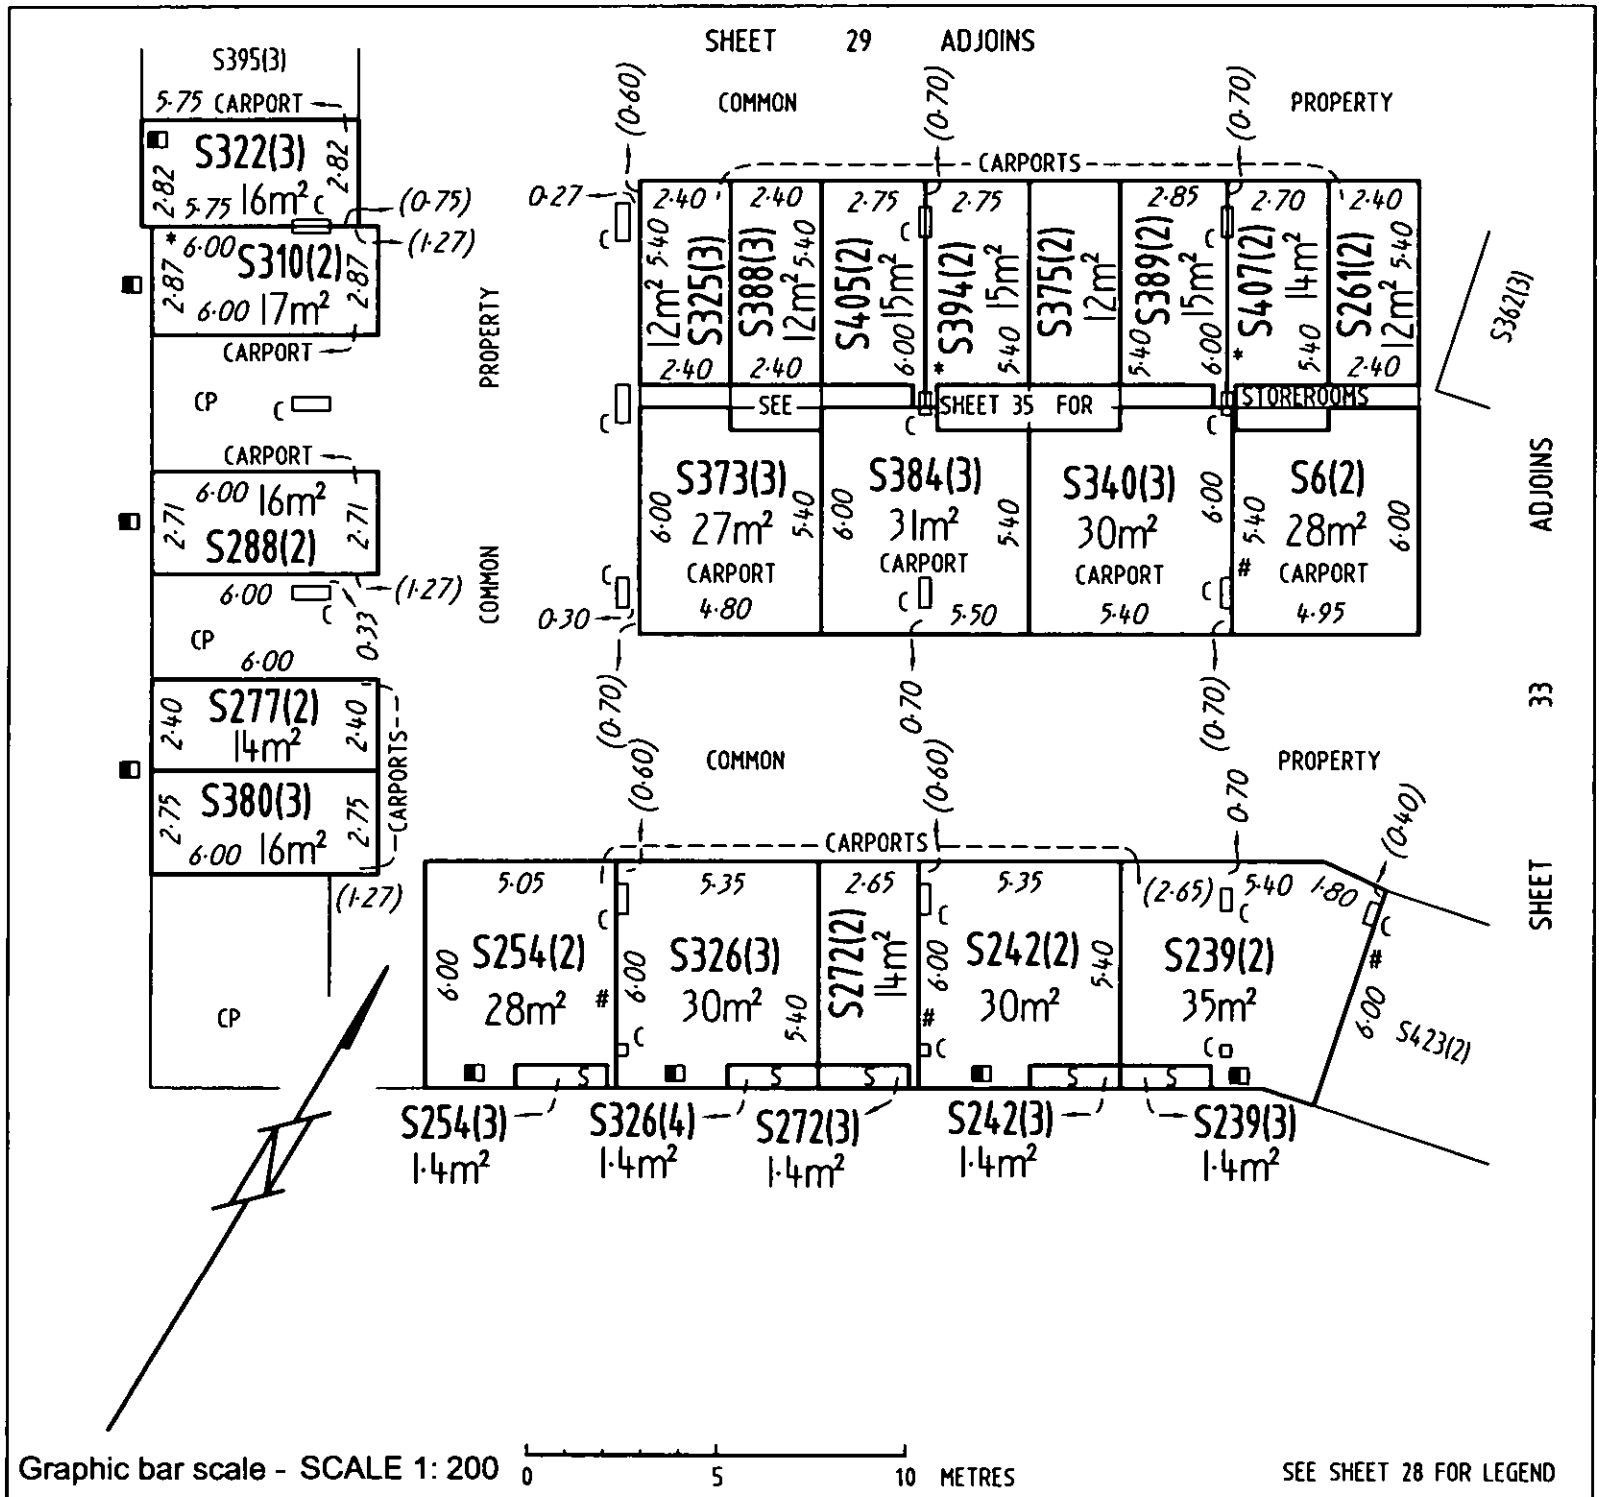 SHEET 29 ADJOINS
S395(3)
5·75 CARPORT
S322(3)
2·82
2·82
16m²
5·75
C
(0·75)
(1·27)
*
6·00
S310(2)
2·87
2·87
6·00 17m²
CARPORT
CP
C
CARPORT
6·00 16m²
2·71
2·71
S288(2)
6·00
(1·27)
C
0·33
CP
6·00
S277(2)
2·40
2·40
14m²
CARPORTS
S380(3)
2·75
2·75
6·00 16m²
(1·27)
CP
PROPERTY
COMMON
COMMON
PROPERTY
(0·60)
(0·70)
(0·70)
CARPORTS
0·27
C
2·40
5·40
12m²
S325(3)
2·40
2·40
5·40
12m²
S388(3)
2·40
2·75
S405(2)
15m²
6·00
C
2·75
S394(2)
15m²
5·40
*
S375(2)
12m²
2·85
S389(2)
15m²
5·40
6·00
C
2·70
S407(2)
14m²
5·40
*
2·40
S261(2)
5·40
12m²
2·40
S362(3)
C
SEE SHEET 35 FOR STOREROOMS
C
C
S373(3)
27m²
6·00
5·40
CARPORT
4·80
C
0·30
S384(3)
31m²
6·00
5·40
CARPORT
C
5·50
S340(3)
30m²
6·00
CARPORT
5·40
C
S6(2)
28m²
5·40
6·00
#
CARPORT
4·95
(0·70)
0·70
(0·70)
ADJOINS
33
SHEET
COMMON
PROPERTY
(0·60)
(0·60)
0·70
(0·40)
CARPORTS
5·05
C
S254(2)
6·00
28m²
#
5·35
S326(3)
6·00
30m²
5·40
C
2·65
S272(2)
14m²
C
5·35
S242(2)
6·00
30m²
5·40
#
C
(2·65) 5·40 1·80
C
C
S239(2)
35m²
#
6·00
C
S423(2)
S
S
S
S
S
S254(3)
1·4m²
S326(4)
1·4m²
S272(3)
1·4m²
S242(3)
1·4m²
S239(3)
1·4m²
Graphic bar scale - SCALE 1: 200
0 5 10 METRES
SEE SHEET 28 FOR LEGEND